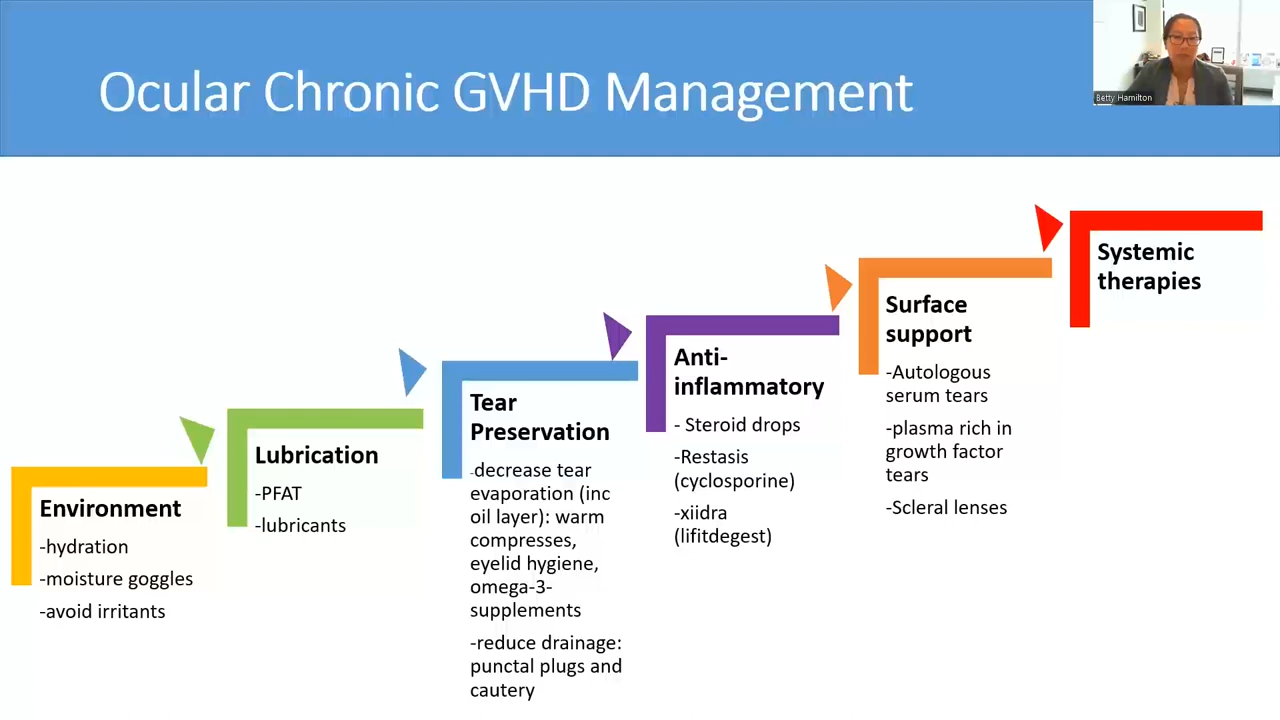 Ocular Chronic GVHD Management
Betty Hamilton
Environment
-hydration
-moisture goggles
-avoid irritants
Lubrication
-PFAT
-lubricants
Tear
Preservation
-decrease tear
evaporation (inc
oil layer): warm
compresses,
eyelid hygiene,
omega-3-
supplements
-reduce drainage:
punctal plugs and
cautery
Anti-
inflammatory
- Steroid drops
-Restasis
(cyclosporine)
-xiidra
(lifitdegest)
Surface
support
-Autologous
serum tears
-plasma rich in
growth factor
tears
-Scleral lenses
Systemic
therapies